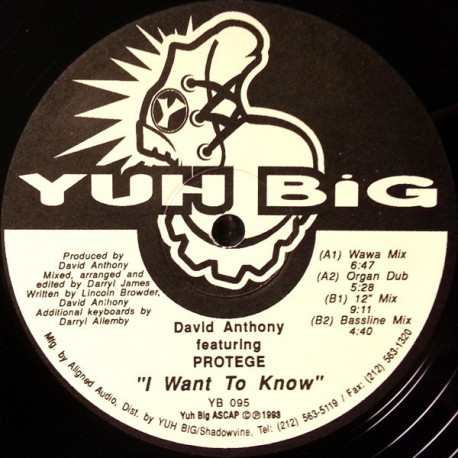 Y
YUH BiG
Produced by
David Anthony
Mixed, arranged and
edited by Darryl James
Written by Lincoln Browder,
David Anthony
Additional keyboards by
Darryl Allemby
(A1) Wawa Mix
6:47
(A2) Organ Dub
5:28
(B1) 12" Mix
9:11
(B2) Bassline Mix
4:40
David Anthony
featuring
PROTEGE
"I Want To Know"
YB 095
Yuh Big ASCAP ©℗1993
Mfg. by Aligned Audio, Dist. by YUH BIG/Shadowvine, Tel: (212) 563-5119 / Fax: (212) 563-1320